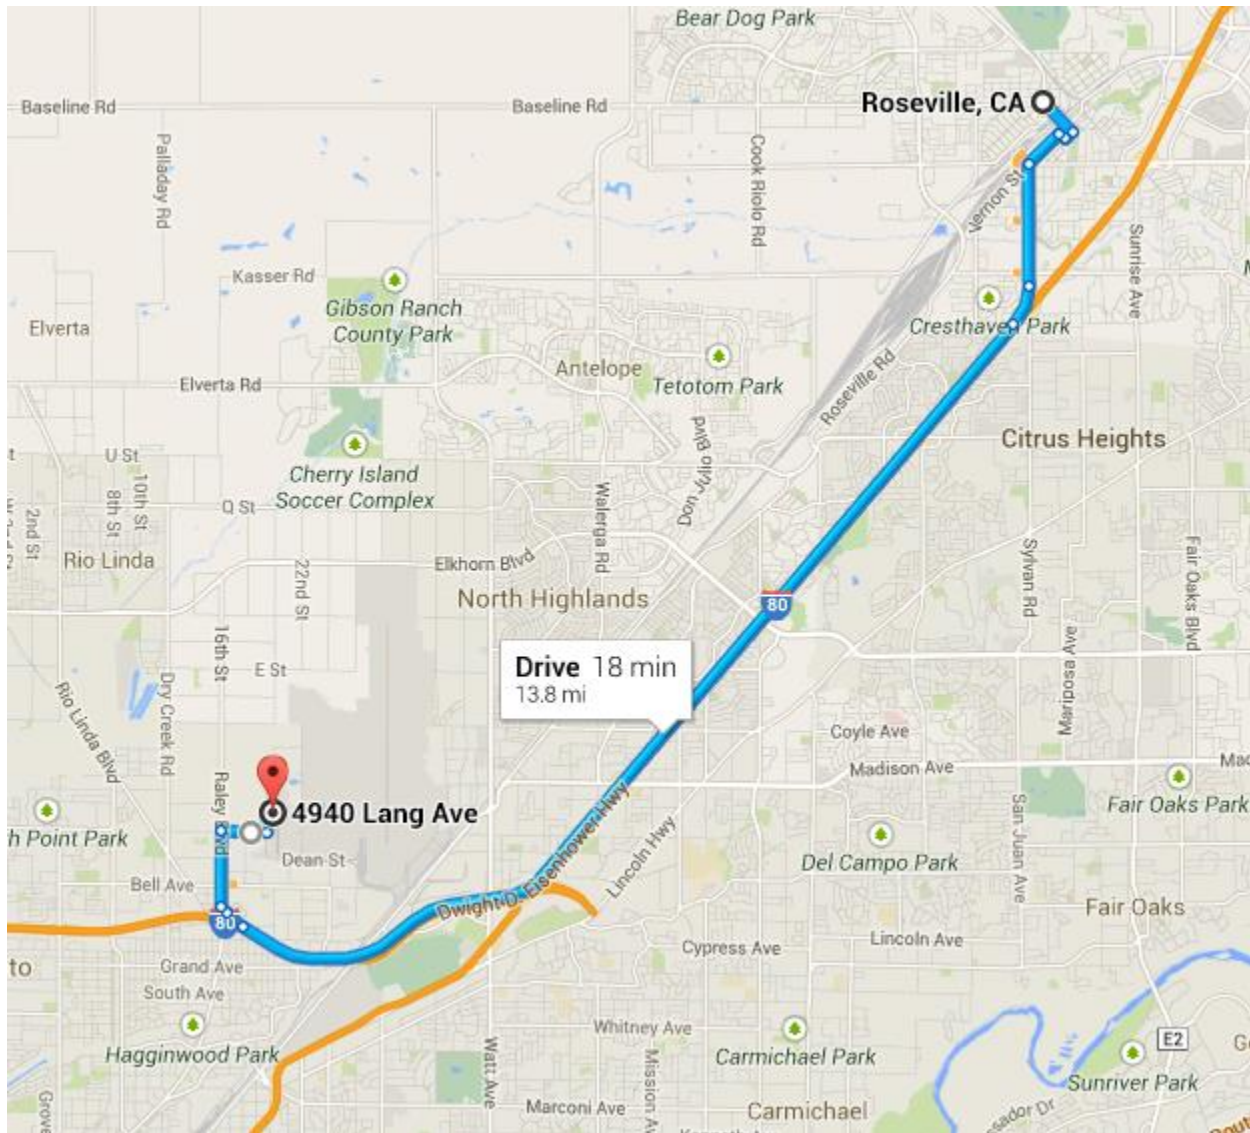 Bear Dog Park
Baseline Rd
Baseline Rd
Roseville, CA
Palladay Rd
Cook Riolo Rd
Vernon St
Sunrise Ave
Kasser Rd
Gibson Ranch
County Park
Elverta
Cresthaven Park
Antelope
Tetotom Park
Elverta Rd
Roseville Rd
Don Julio Blvd
Citrus Heights
U St
Cherry Island
Soccer Complex
10th St
8th St
Q St
2nd St
Walerga Rd
Rio Linda
Elkhorn Blvd
22nd St
North Highlands
80
Sylvan Rd
Fair Oaks Blvd
16th St
E St
Drive 18 min
13.8 mi
Mariposa Ave
Rio Linda Blvd
Dry Creek Rd
Coyle Ave
Madison Ave
Raley Blvd
4940 Lang Ave
Fair Oaks Park
h Point Park
Dwight D. Eisenhower Hwy
Lincoln Hwy
San Juan Ave
Dean St
Del Campo Park
Bell Ave
80
Fair Oaks
Cypress Ave
Lincoln Ave
to
Grand Ave
South Ave
Hagginwood Park
Whitney Ave
Carmichael Park
E2
Sunriver Park
Watt Ave
Mission Av
Marconi Ave
Carmichael
Grove
ssador Dr